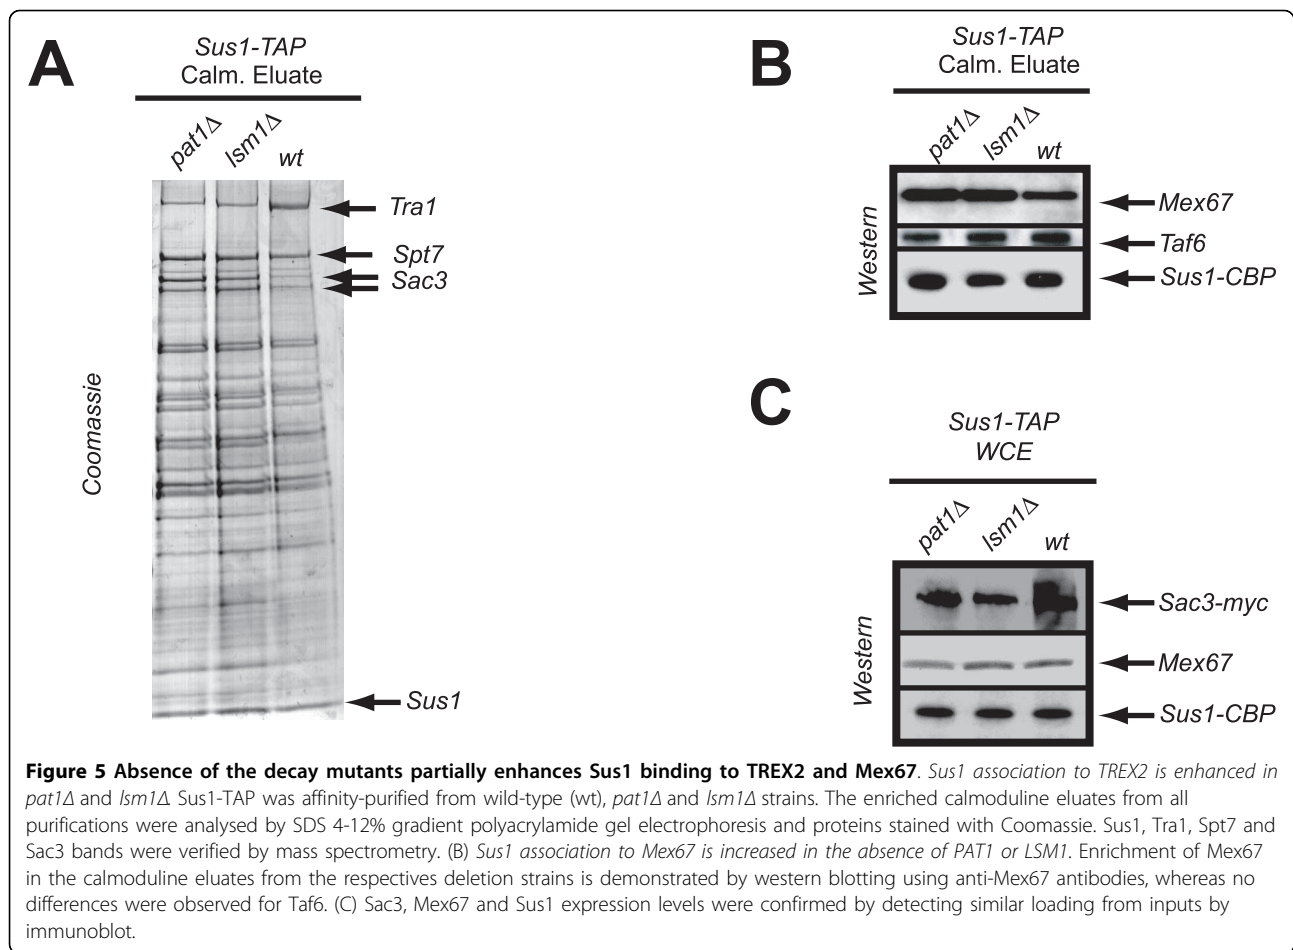 A
Sus1-TAP
Calm. Eluate
pat1Δ
lsm1Δ
wt
Tra1
Spt7
Sac3
Coomassie
Sus1
B
Sus1-TAP
Calm. Eluate
pat1Δ
lsm1Δ
wt
Western
Mex67
Taf6
Sus1-CBP
C
Sus1-TAP
WCE
pat1Δ
lsm1Δ
wt
Western
Sac3-myc
Mex67
Sus1-CBP
Figure 5 Absence of the decay mutants partially enhances Sus1 binding to TREX2 and Mex67. Sus1 association to TREX2 is enhanced in
pat1Δ and lsm1Δ. Sus1-TAP was affinity-purified from wild-type (wt), pat1Δ and lsm1Δ strains. The enriched calmoduline eluates from all
purifications were analysed by SDS 4-12% gradient polyacrylamide gel electrophoresis and proteins stained with Coomassie. Sus1, Tra1, Spt7 and
Sac3 bands were verified by mass spectrometry. (B) Sus1 association to Mex67 is increased in the absence of PAT1 or LSM1. Enrichment of Mex67
in the calmoduline eluates from the respectives deletion strains is demonstrated by western blotting using anti-Mex67 antibodies, whereas no
differences were observed for Taf6. (C) Sac3, Mex67 and Sus1 expression levels were confirmed by detecting similar loading from inputs by
immunoblot.